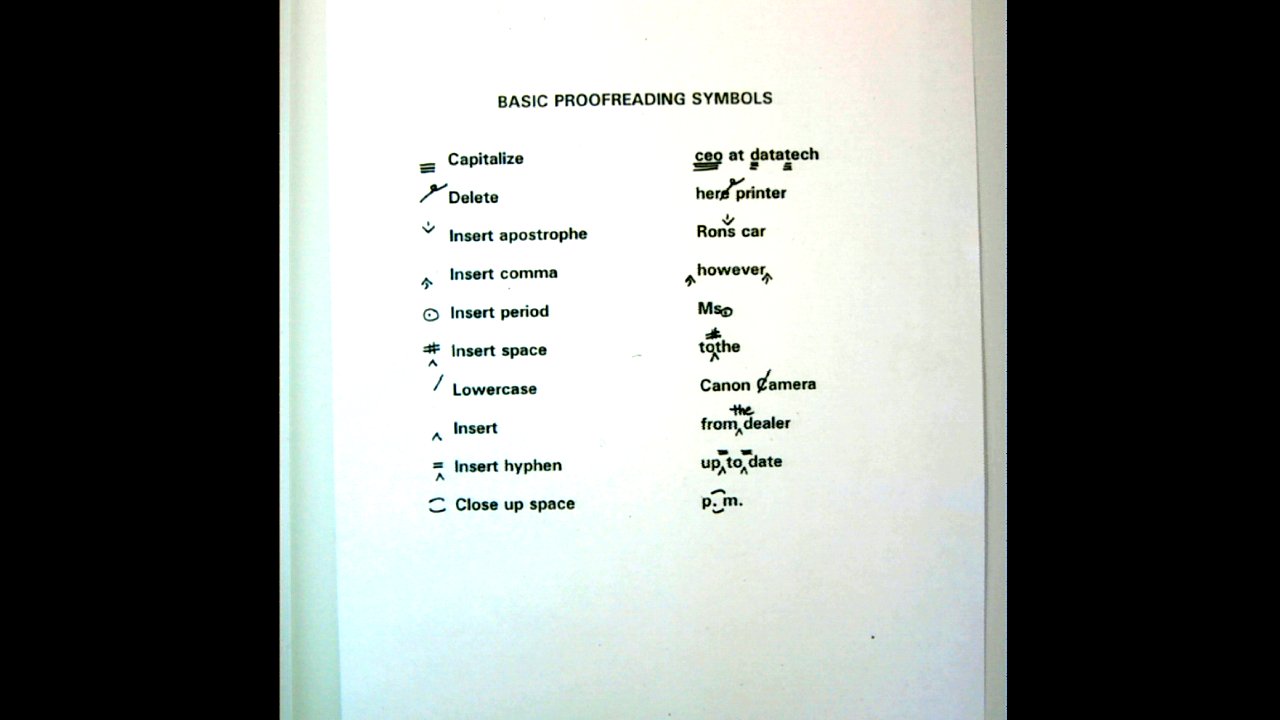 BASIC PROOFREADING SYMBOLS
Capitalize ceo at datatech
Delete here printer
Insert apostrophe Rons car
Insert comma however
Insert period Ms
# Insert space # tothe
/ Lowercase Canon Camera
^ Insert the from^dealer
= ^ Insert hyphen up to date
Close up space p. m.